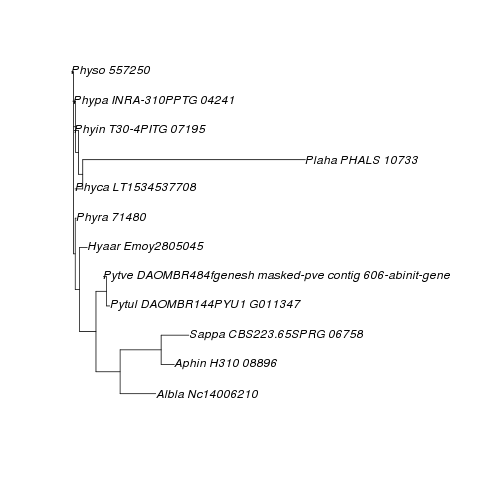 Physo 557250
Phypa INRA-310PPTG 04241
Phyin T30-4PITG 07195
Plaha PHALS 10733
Phyca LT1534537708
Phyra 71480
Hyaar Emoy2805045
Pytve DAOMBR484fgenesh masked-pve contig 606-abinit-gene
Pytul DAOMBR144PYU1 G011347
Sappa CBS223.65SPRG 06758
Aphin H310 08896
Albla Nc14006210